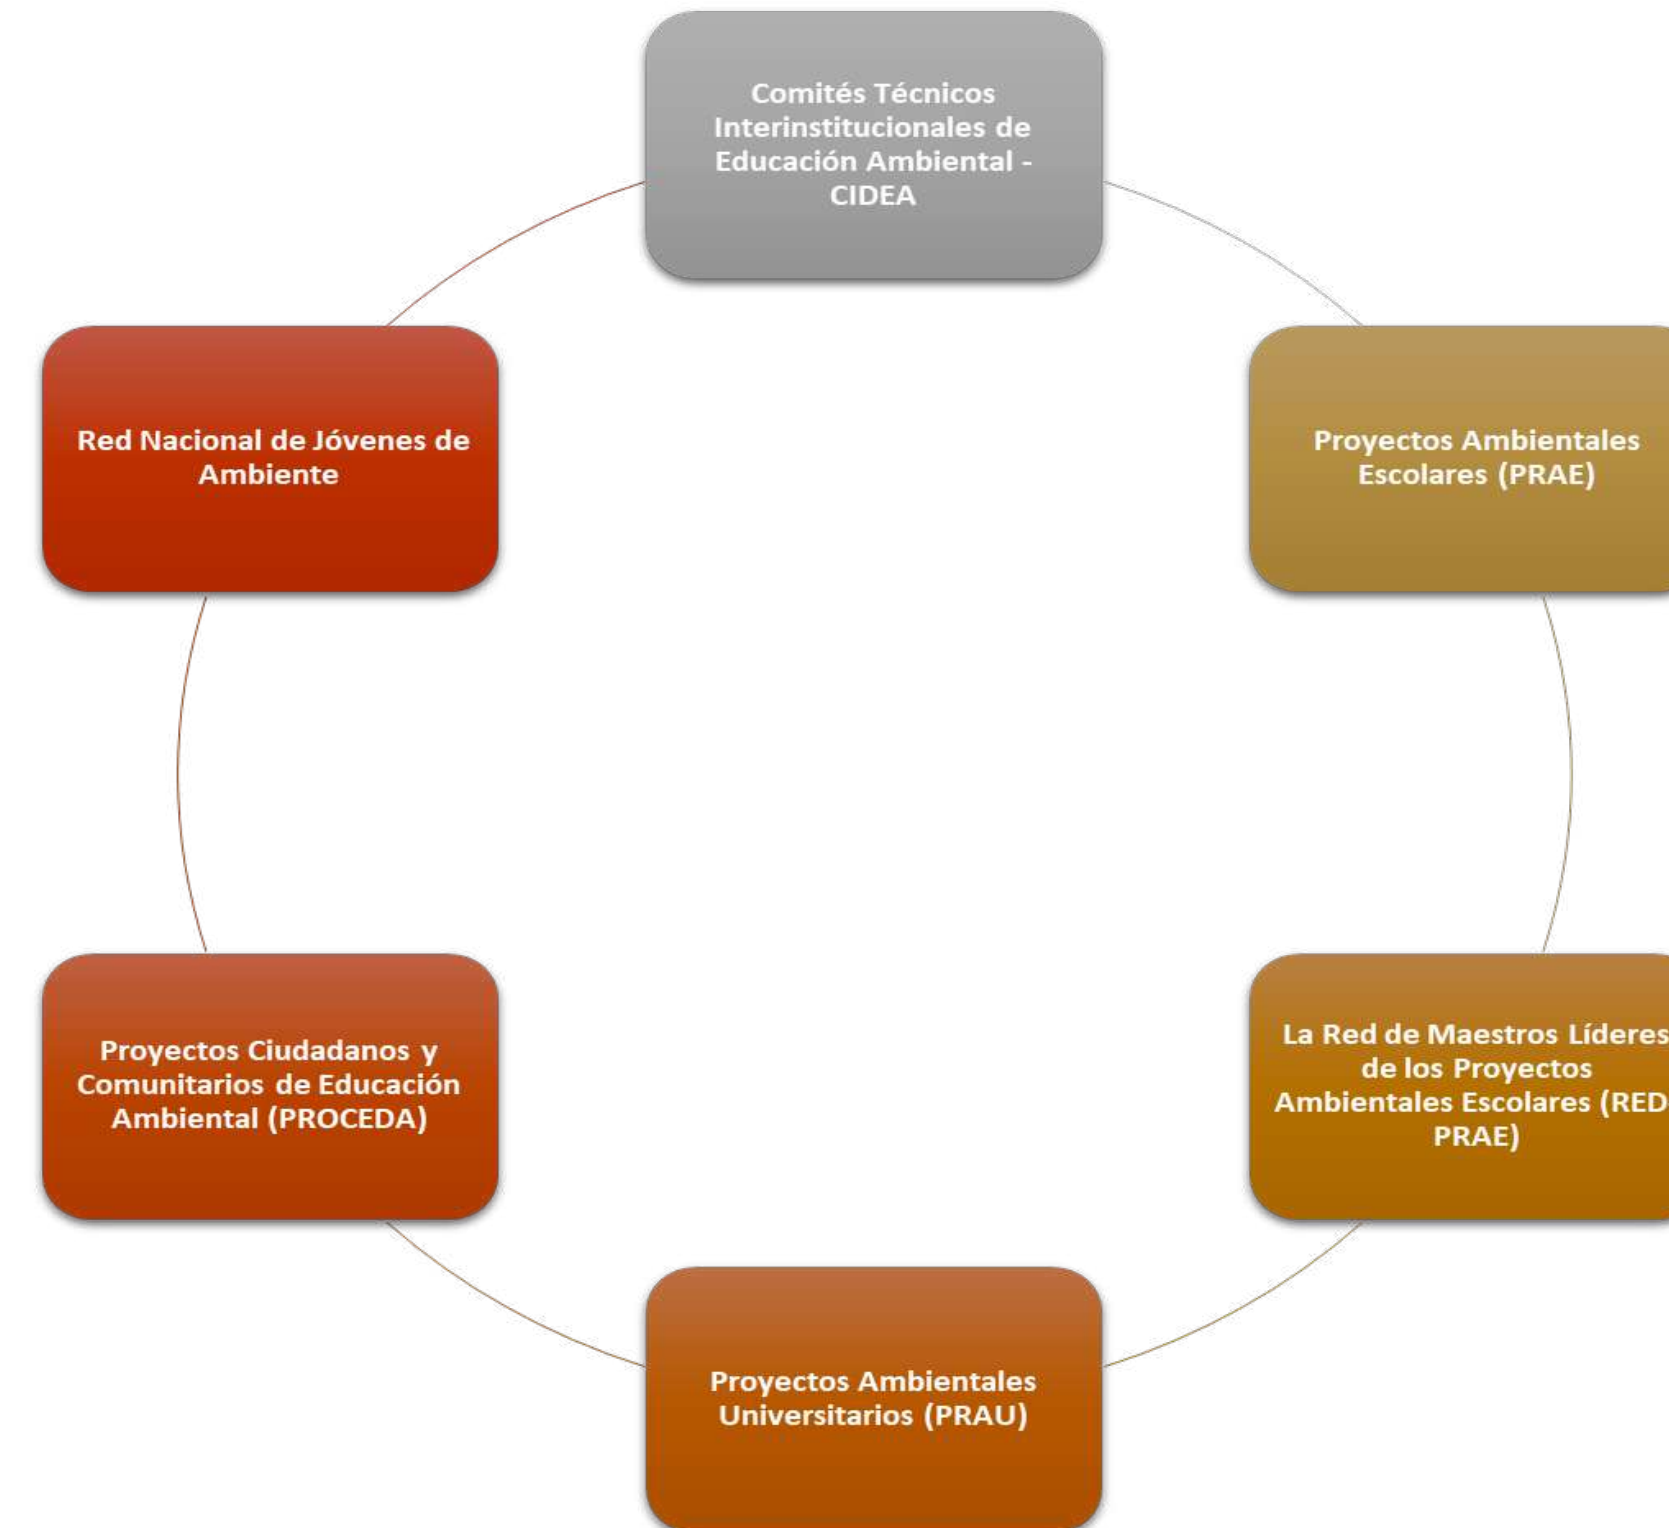 Comités Técnicos
Interinstitucionales de
Educación Ambiental -
CIDEA
Proyectos Ambientales
Escolares (PRAE)
La Red de Maestros Líderes
de los Proyectos
Ambientales Escolares (RED
PRAE)
Proyectos Ambientales
Universitarios (PRAU)
Proyectos Ciudadanos y
Comunitarios de Educación
Ambiental (PROCEDA)
Red Nacional de Jóvenes de
Ambiente